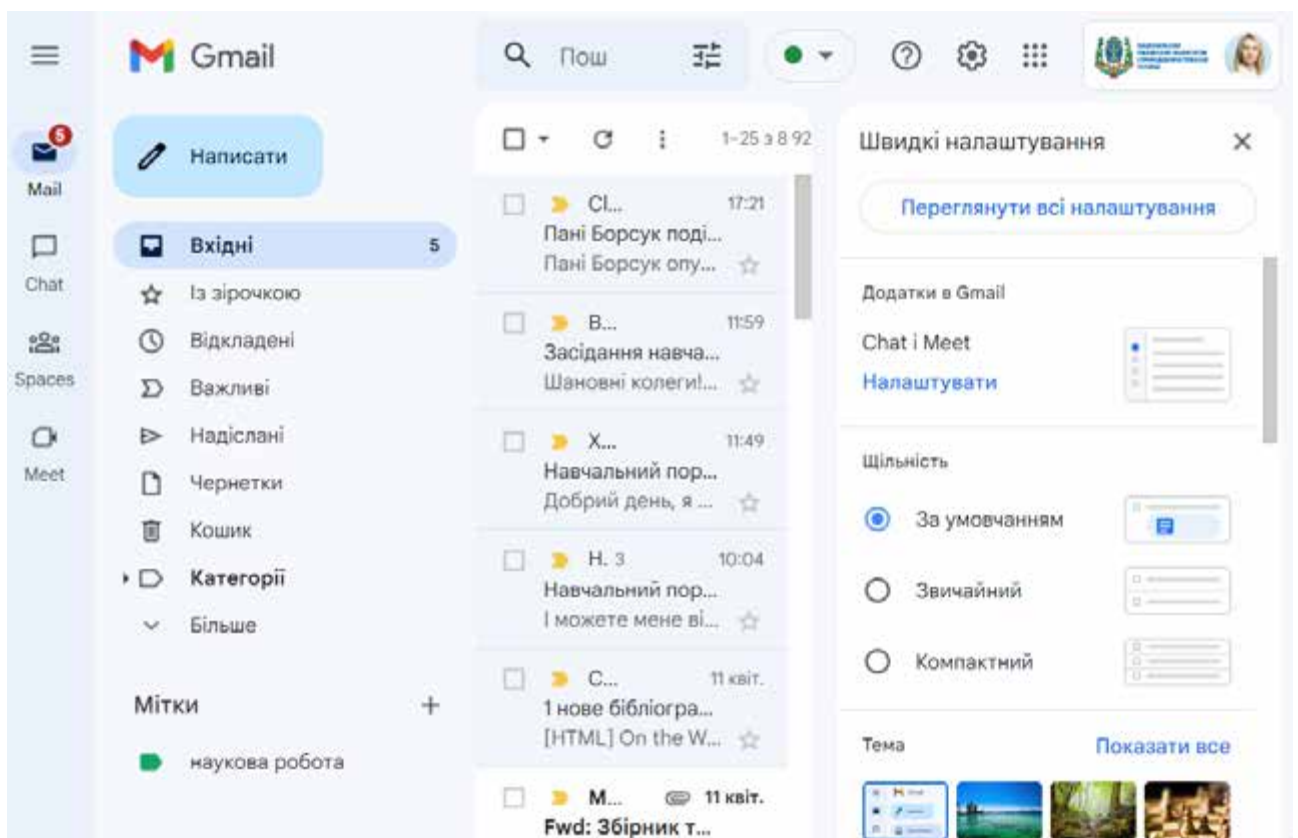 Gmail
Пош
5
Mail
Chat
Spaces
Meet
Написати
Вхідні 5
Із зірочкою
Відкладені
Важливі
Надіслані
Чернетки
Кошик
Категорії
Більше
Мітки
наукова робота
1–25 з 8 92
Cl... 17:21
Пані Борсук поді...
Пані Борсук опу...
В... 11:59
Засідання навча...
Шановні колеги!...
Х... 11:49
Навчальний пор...
Добрий день, я ...
Н. 3 10:04
Навчальний пор...
І можете мене ві...
С... 11 квіт.
1 нове бібліогра...
[HTML] On the W...
М... 11 квіт.
Fwd: Збірник т...
Швидкі налаштування
Переглянути всі налаштування
Додатки в Gmail
Chat і Meet
Налаштувати
Щільність
За умовчанням
Звичайний
Компактний
Тема Показати все